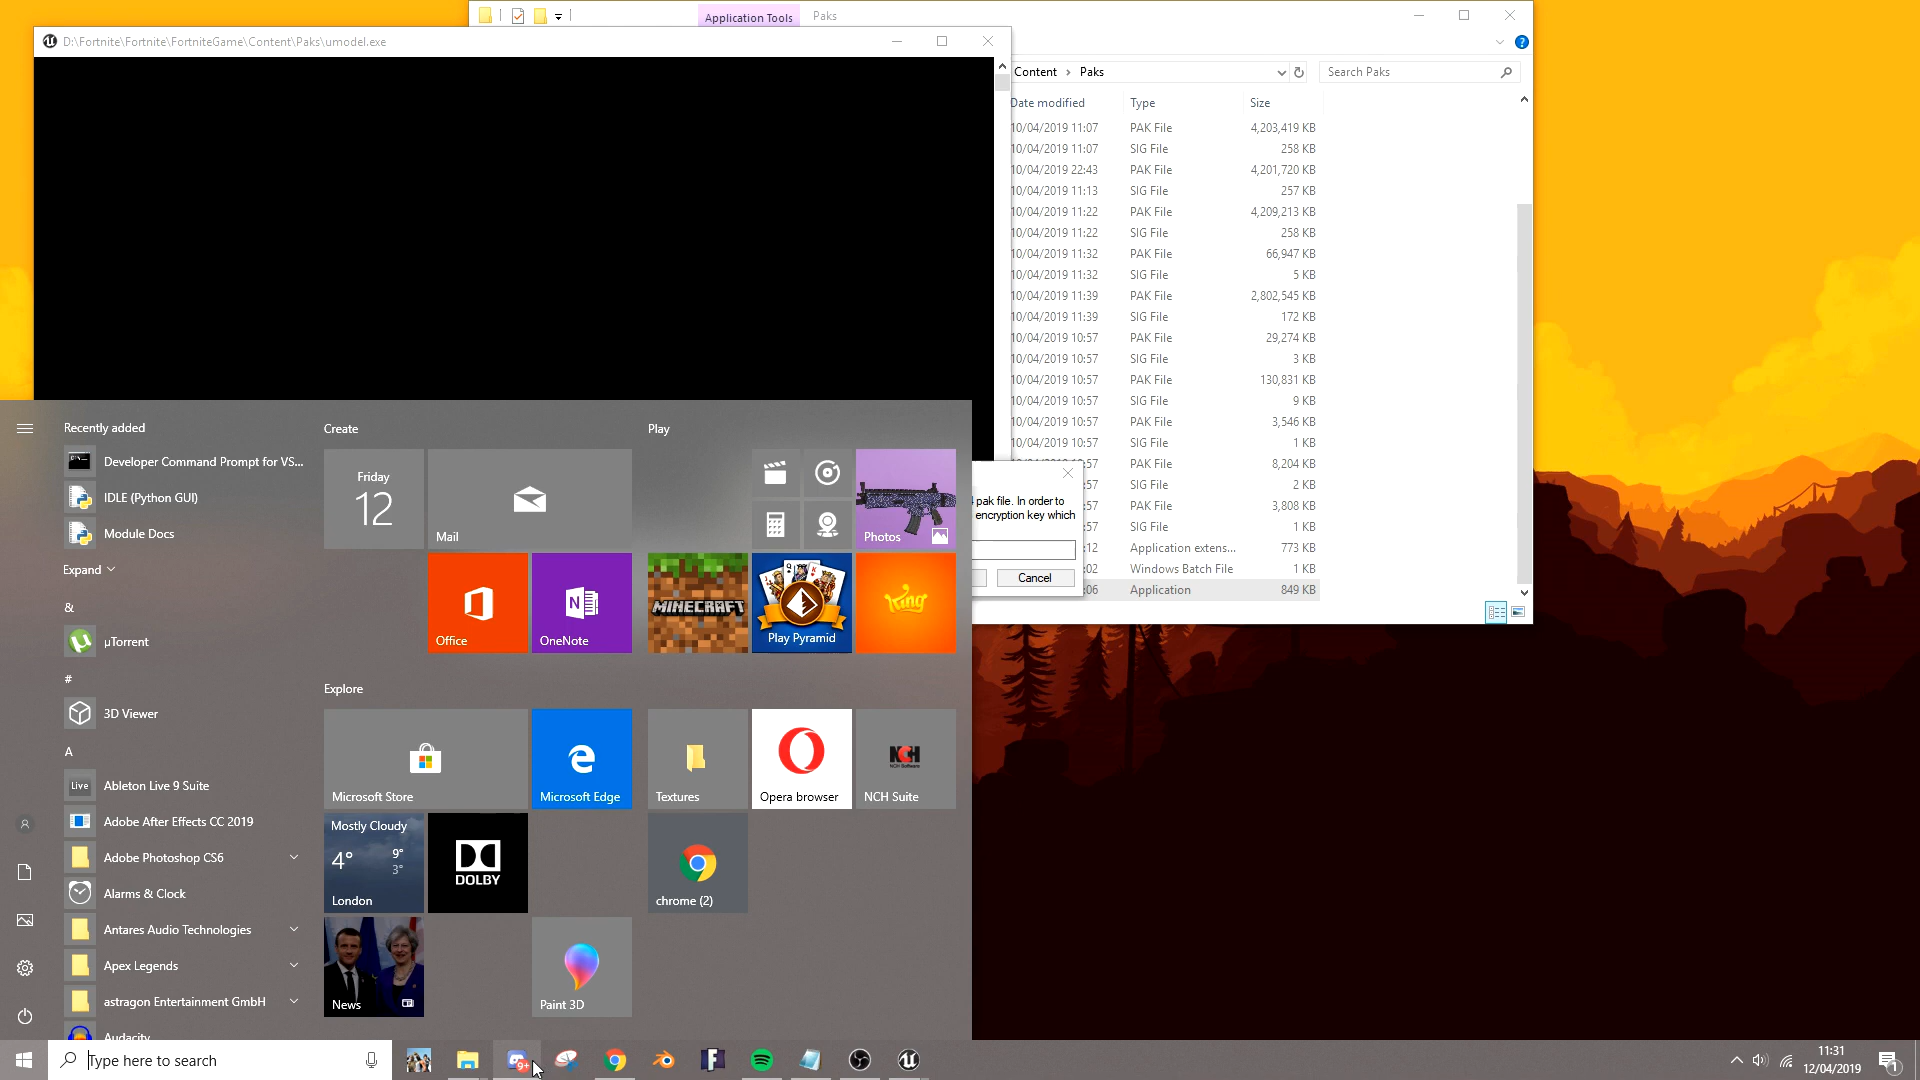 Application Tools
Paks
D:\Fortnite\Fortnite\FortniteGame\Content\Paks\umodel.exe
Content
Paks
Search Paks
Date modified
Type
Size
10/04/2019 11:07
PAK File
4,203,419 KB
10/04/2019 11:07
SIG File
258 KB
10/04/2019 22:43
PAK File
4,201,720 KB
10/04/2019 11:13
SIG File
257 KB
10/04/2019 11:22
PAK File
4,209,213 KB
10/04/2019 11:22
SIG File
258 KB
10/04/2019 11:32
PAK File
66,947 KB
10/04/2019 11:32
SIG File
5 KB
10/04/2019 11:39
PAK File
2,802,545 KB
10/04/2019 11:39
SIG File
172 KB
10/04/2019 10:57
PAK File
29,274 KB
10/04/2019 10:57
SIG File
3 KB
10/04/2019 10:57
PAK File
130,831 KB
10/04/2019 10:57
SIG File
9 KB
10/04/2019 10:57
PAK File
3,546 KB
10/04/2019 10:57
SIG File
1 KB
:57
PAK File
8,204 KB
:57
SIG File
2 KB
:57
PAK File
3,808 KB
:57
SIG File
1 KB
:12
Application extens...
773 KB
:02
Windows Batch File
1 KB
:06
Application
849 KB
pak file. In order to
encryption key which
Cancel
Recently added
Developer Command Prompt for VS...
IDLE (Python GUI)
Module Docs
Expand
&
µTorrent
#
3D Viewer
A
Live
Ableton Live 9 Suite
Adobe After Effects CC 2019
Adobe Photoshop CS6
Alarms & Clock
Antares Audio Technologies
Apex Legends
astragon Entertainment GmbH
Audacity
Create
Friday
12
Mail
Office
OneNote
Play
Photos
MINECRAFT
Play Pyramid
King
Explore
Microsoft Store
Microsoft Edge
Textures
Opera browser
NCH
NCH Software
NCH Suite
Mostly Cloudy
4°
9°
3°
London
DOLBY
chrome (2)
News
Paint 3D
Type here to search
9+
11:31
12/04/2019
1